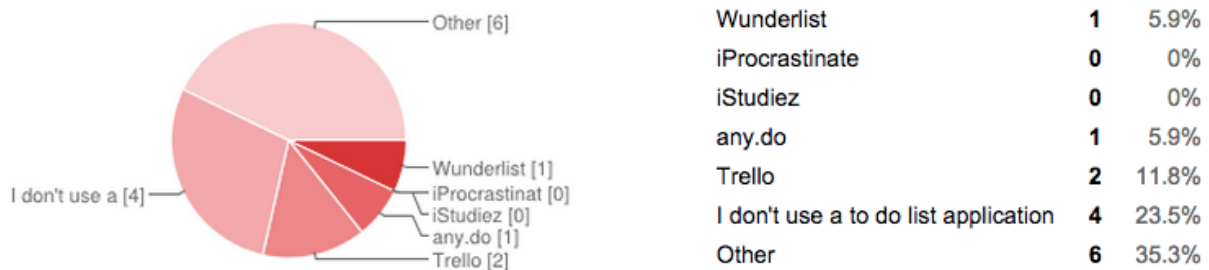 Other [6]
I don't use a [4]
Wunderlist [1]
iProcrastinat [0]
iStudiez [0]
any.do [1]
Trello [2]
Wunderlist 1 5.9%
iProcrastinate 0 0%
iStudiez 0 0%
any.do 1 5.9%
Trello 2 11.8%
I don't use a to do list application 4 23.5%
Other 6 35.3%